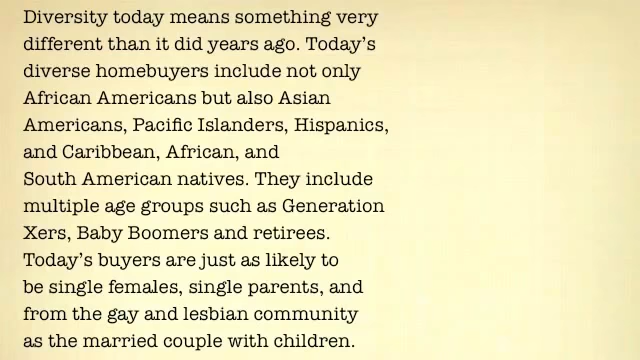 Diversity today means something very
different than it did years ago. Today’s
diverse homebuyers include not only
African Americans but also Asian
Americans, Pacific Islanders, Hispanics,
and Caribbean, African, and
South American natives. They include
multiple age groups such as Generation
Xers, Baby Boomers and retirees.
Today’s buyers are just as likely to
be single females, single parents, and
from the gay and lesbian community
as the married couple with children.